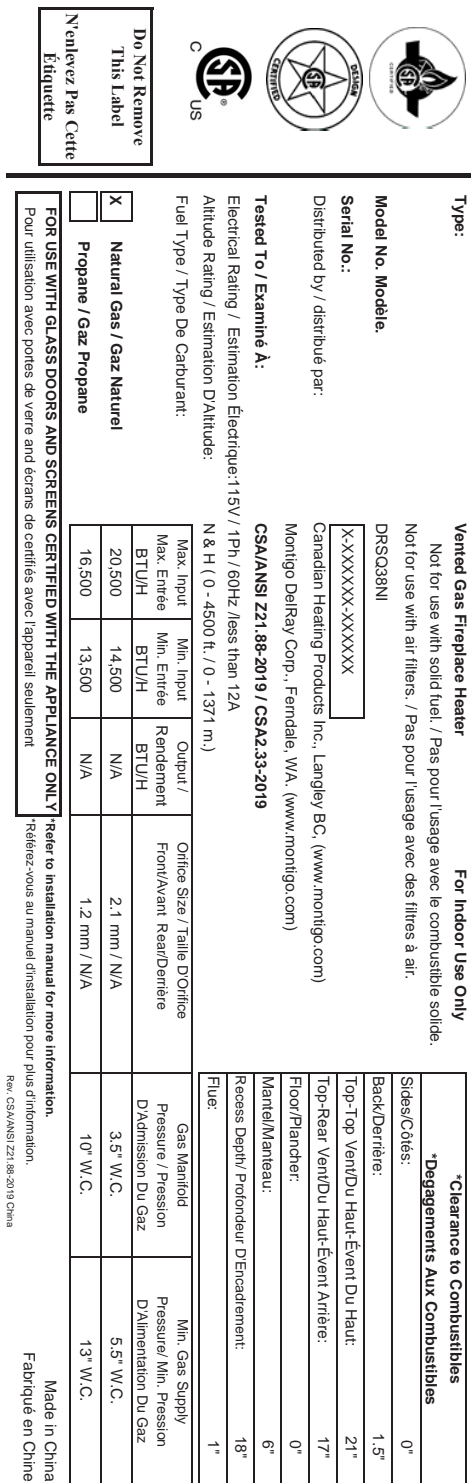 CERTIFIED
DESIGN
CERTIFIED
C US
Do Not Remove
This Label
N'enlevez Pas Cette
Étiquette
Type: Vented Gas Fireplace Heater For Indoor Use Only
Not for use with solid fuel. / Pas pour l'usage avec le combustible solide.
Not for use with air filters. / Pas pour l'usage avec des filtres à air.
Model No. Modèle. DRSQ38NI
Serial No.: X-XXXXXX-XXXXXX
Distributed by / distribué par: Canadian Heating Products Inc., Langley BC, (www.montigo.com)
Montigo DelRay Corp., Ferndale, WA. (www.montigo.com)
Tested To / Examiné À: CSA/ANSI Z21.88-2019 / CSA2.33-2019
Electrical Rating / Estimation Électrique:115V / 1Ph / 60Hz /less than 12A
Altitude Rating / Estimation D'Altitude: N & H ( 0 - 4500 ft. / 0 - 1371 m.)
Fuel Type / Type De Carburant:
*Clearance to Combustibles
*Degagements Aux Combustibles
Sides/Côtés: 0"
Back/Derrière: 1.5"
Top-Top Vent/Du Haut-Évent Du Haut: 21"
Top-Rear Vent/Du Haut-Évent Arrière: 17"
Floor/Plancher: 0"
Mantel/Manteau: 6"
Recess Depth/ Profondeur D'Encadrement: 18"
Flue: 1"
Max. Input Min. Input Output / Orifice Size / Taille D'Orifice Gas Manifold Min. Gas Supply
Max. Entrée Min. Entrée Rendement Front/Avant Rear/Derrière Pressure / Pression Pressure/ Min. Pression
BTU/H BTU/H BTU/H D'Admission Du Gaz D'Alimentation Du Gaz
X Natural Gas / Gaz Naturel 20,500 14,500 N/A 2.1 mm / N/A 3.5" W.C. 5.5" W.C.
Propane / Gaz Propane 16,500 13,500 N/A 1.2 mm / N/A 10" W.C. 13" W.C.
FOR USE WITH GLASS DOORS AND SCREENS CERTIFIED WITH THE APPLIANCE ONLY
Pour utilisation avec portes de verre and écrans de certifiés avec l'appareil seulement
*Refer to installation manual for more information.
*Référez-vous au manuel d'installation pour plus d'information.
Rev. CSA/ANSI Z21.88-2019 China
Made in China
Fabriqué en Chine